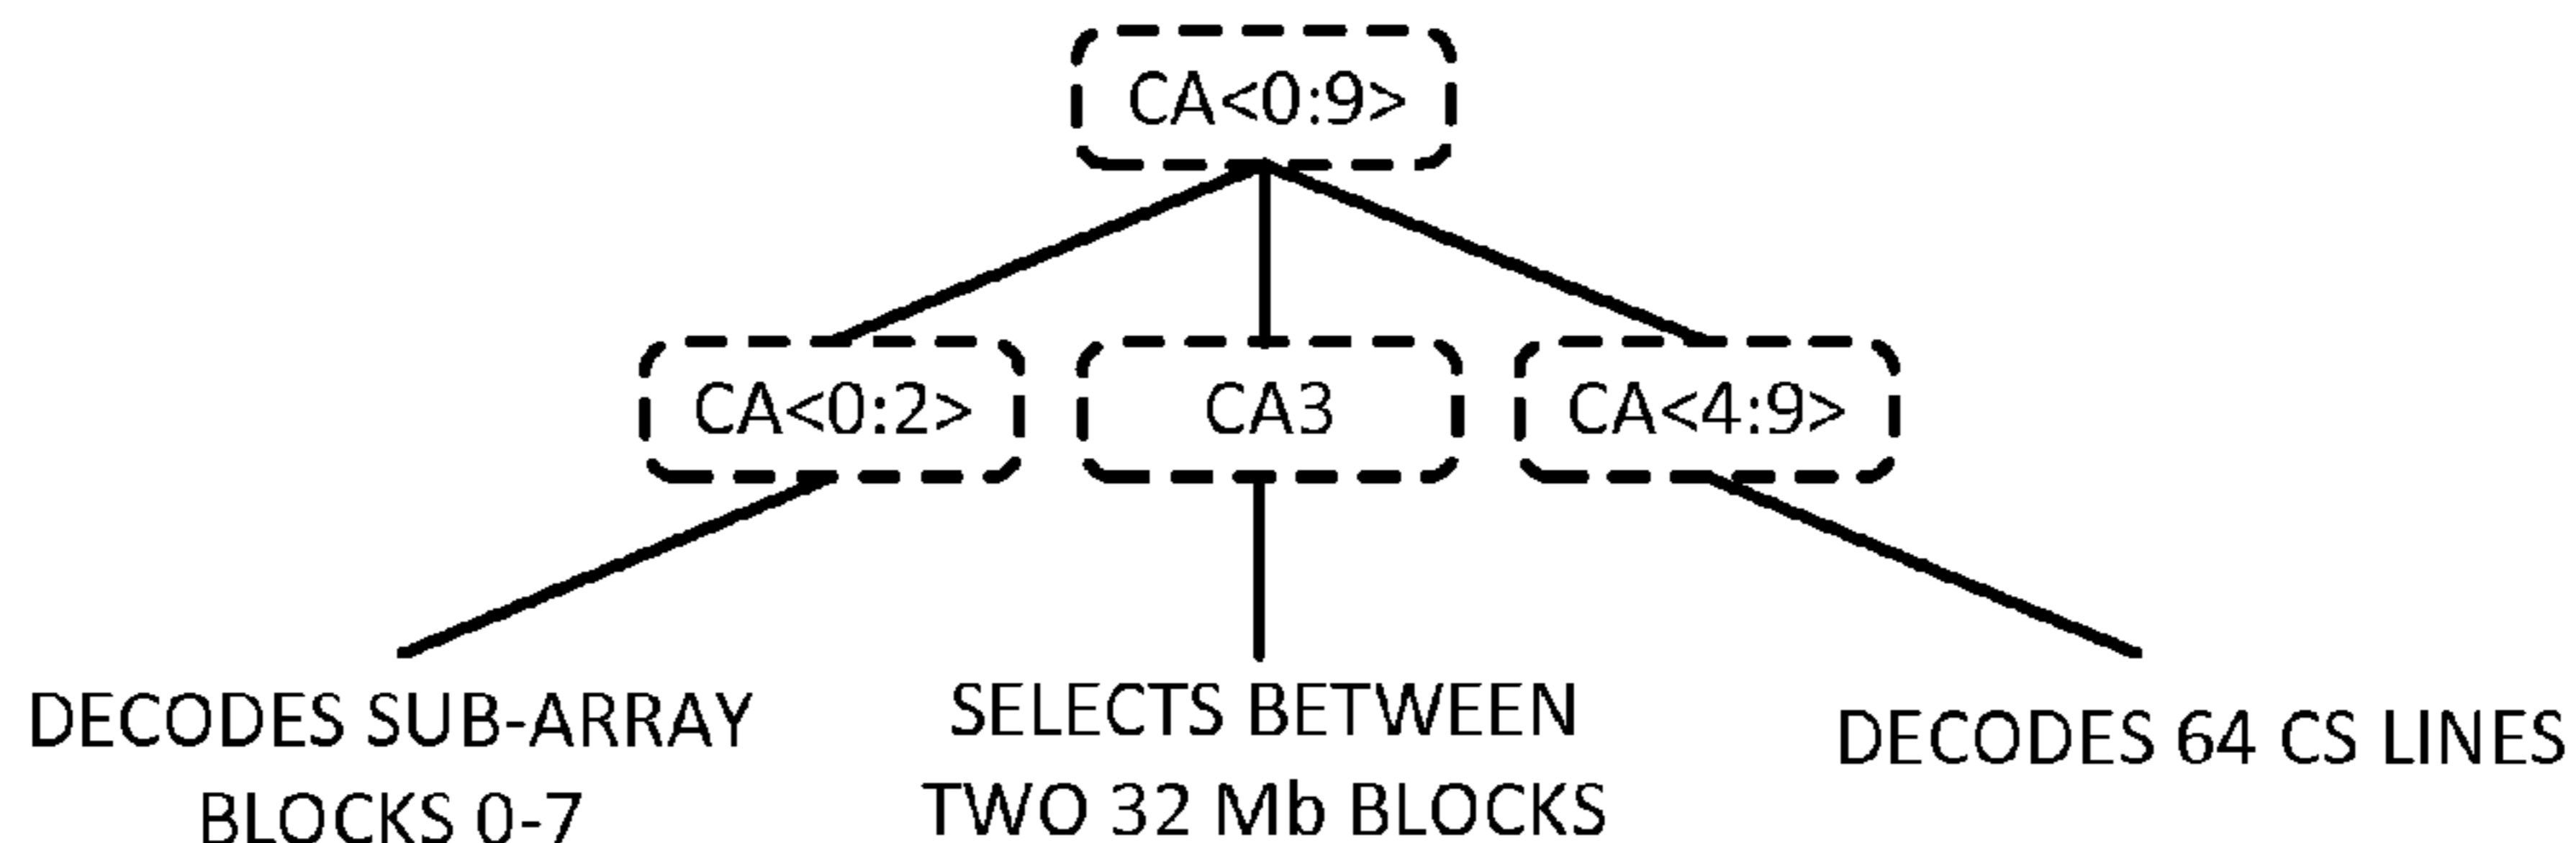 CA<0:9>
CA<0:2>
CA3
CA<4:9>
DECODES SUB-ARRAY
BLOCKS 0-7
SELECTS BETWEEN
TWO 32 Mb BLOCKS
DECODES 64 CS LINES